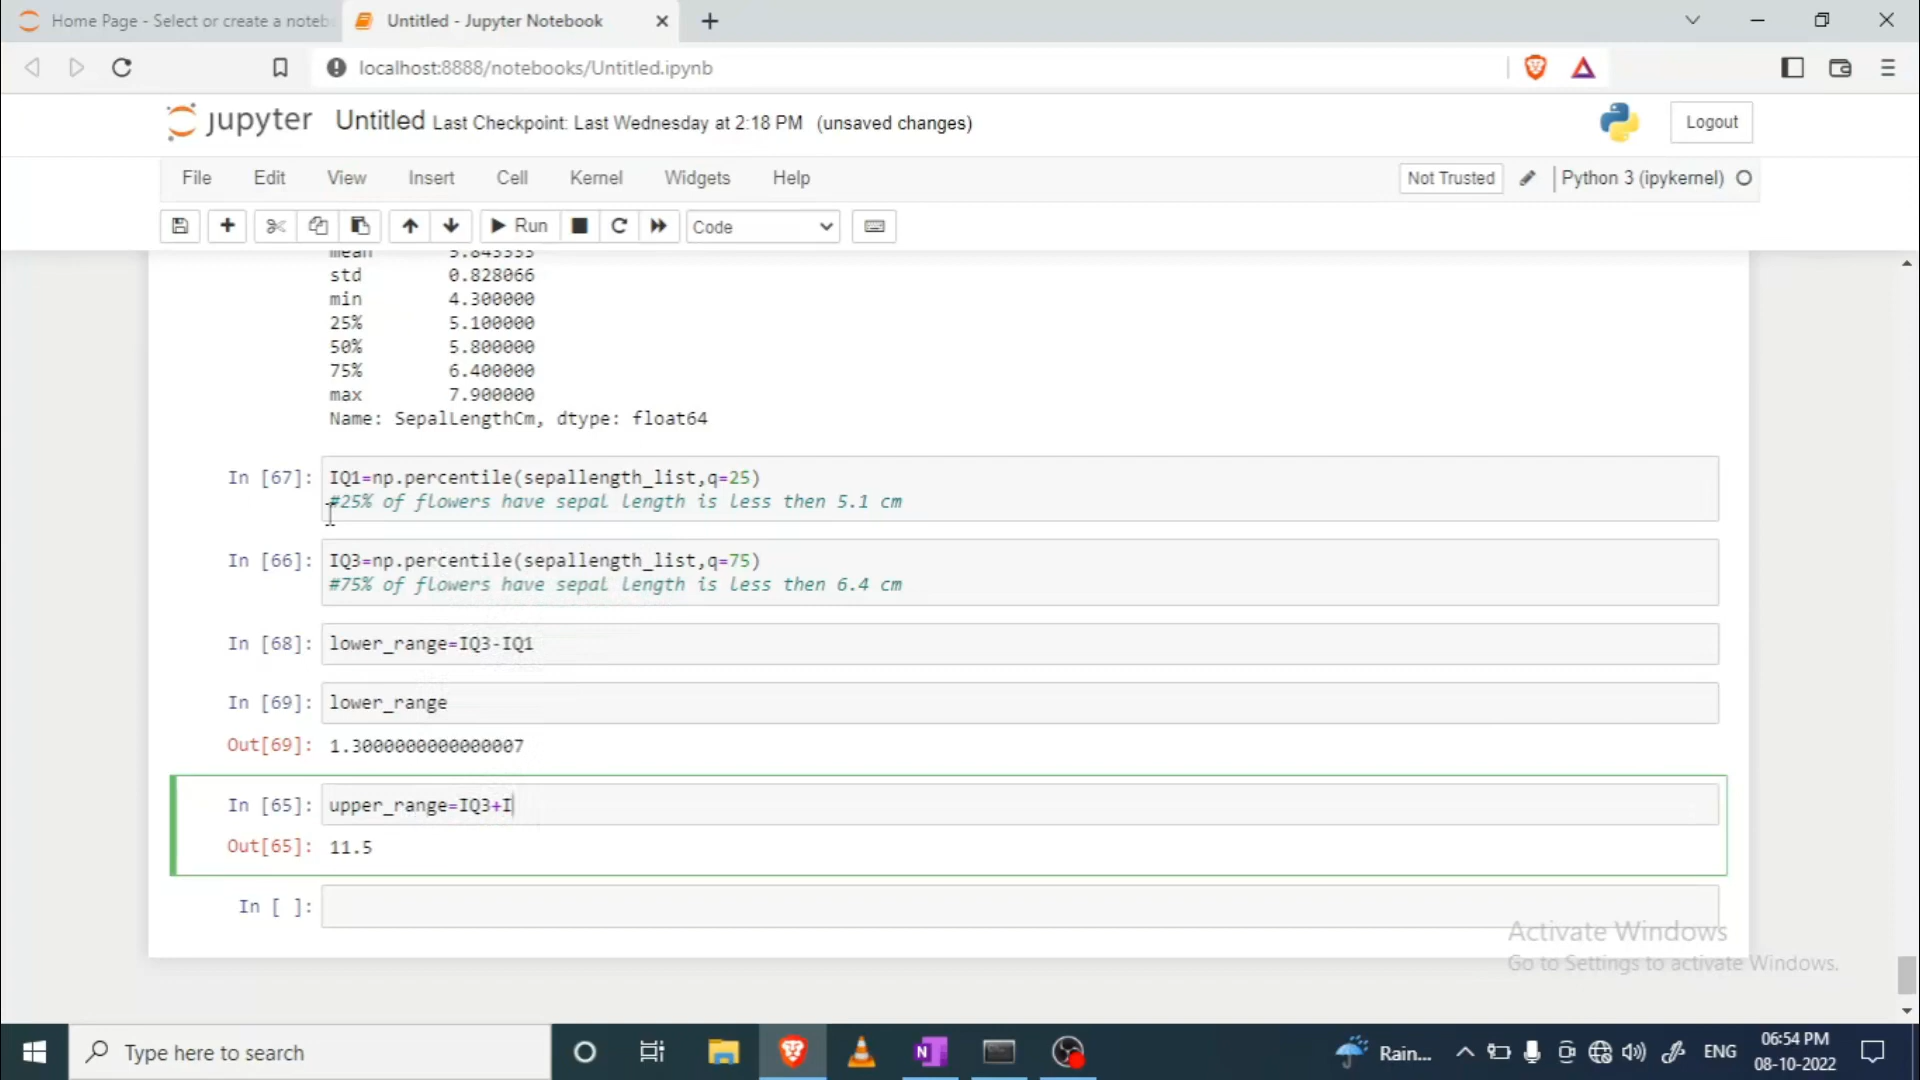 Home Page - Select or create a noteb
Untitled - Jupyter Notebook
localhost:8888/notebooks/Untitled.ipynb
jupyter Untitled Last Checkpoint: Last Wednesday at 2:18 PM (unsaved changes)
Logout
File Edit View Insert Cell Kernel Widgets Help
Not Trusted
Python 3 (ipykernel)
Run
Code
mean 5.843333
std 0.828066
min 4.300000
25% 5.100000
50% 5.800000
75% 6.400000
max 7.900000
Name: SepalLengthCm, dtype: float64
In [67]: IQ1=np.percentile(sepallength_list,q=25)
#25% of flowers have sepal length is less then 5.1 cm
In [66]: IQ3=np.percentile(sepallength_list,q=75)
#75% of flowers have sepal length is less then 6.4 cm
In [68]: lower_range=IQ3-IQ1
In [69]: lower_range
Out[69]: 1.3000000000000007
In [65]: upper_range=IQ3+I
Out[65]: 11.5
In [ ]:
Activate Windows
Go to Settings to activate Windows.
Type here to search
Rain...
ENG
06:54 PM
08-10-2022